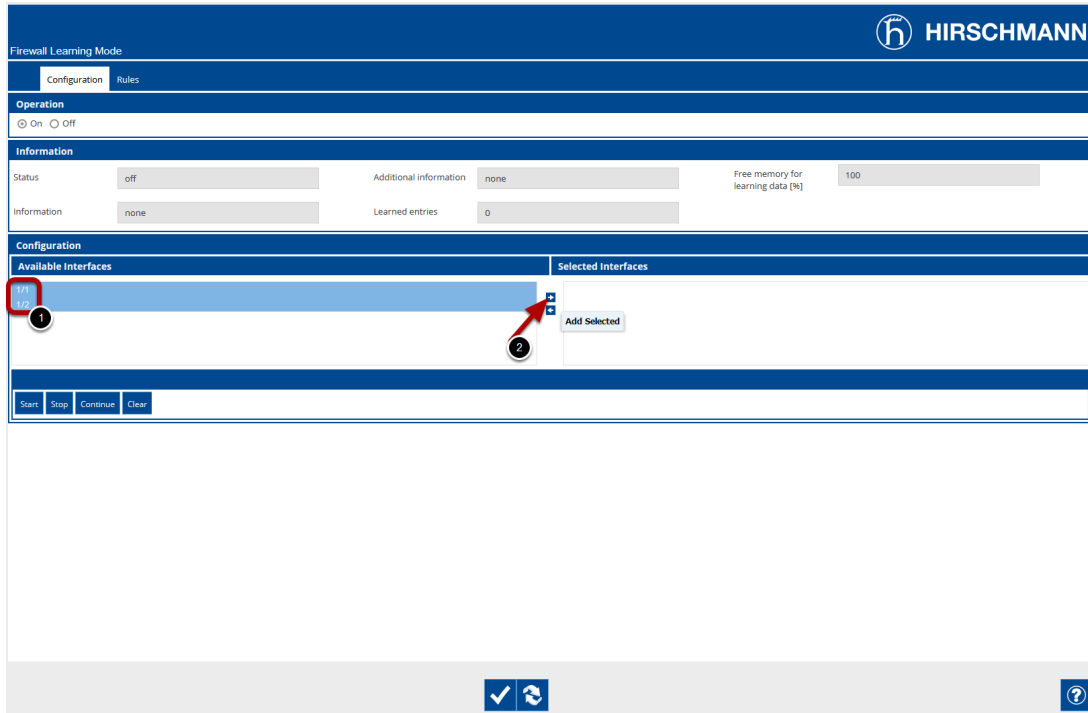 HIRSCHMANN
Firewall Learning Mode
Configuration Rules
Operation
On Off
Information
Status off Additional information none Free memory for learning data [%] 100
Information none Learned entries 0
Configuration
Available Interfaces Selected Interfaces
1/1
1/2
1
Add Selected
2
Start Stop Continue Clear
?